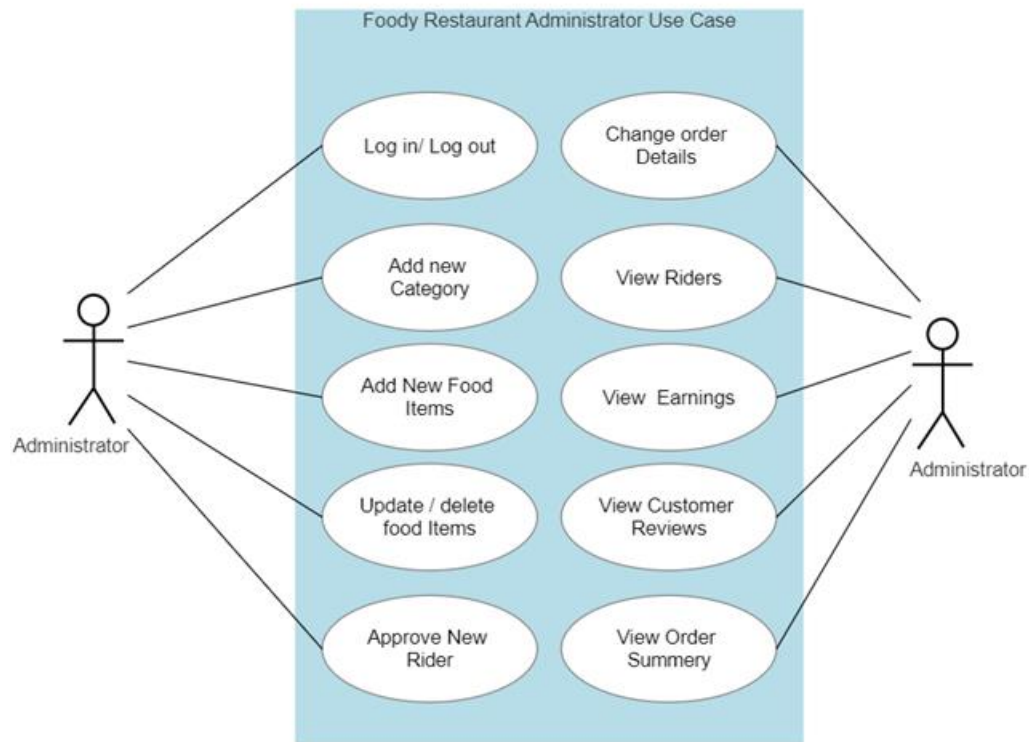 Foody Restaurant Administrator Use Case
Log in/ Log out
Change order
Details
Add new
Category
View Riders
Add New Food
Items
View Earnings
Administrator
Administrator
Update / delete
food Items
View Customer
Reviews
Approve New
Rider
View Order
Summery